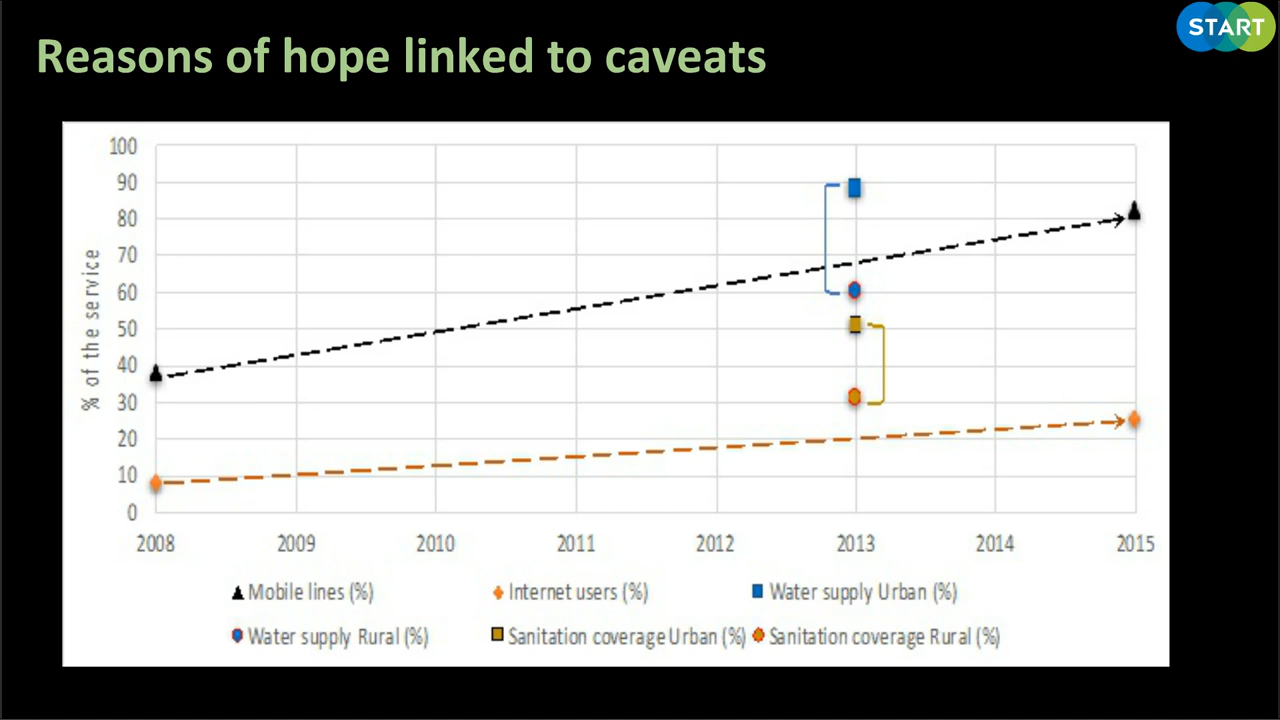 START
Reasons of hope linked to caveats
% of the service
100
90
80
70
60
50
40
30
20
10
0
2008 2009 2010 2011 2012 2013 2014 2015
Mobile lines (%) Internet users (%) Water supply Urban (%)
Water supply Rural (%) Sanitation coverage Urban (%) Sanitation coverage Rural (%)